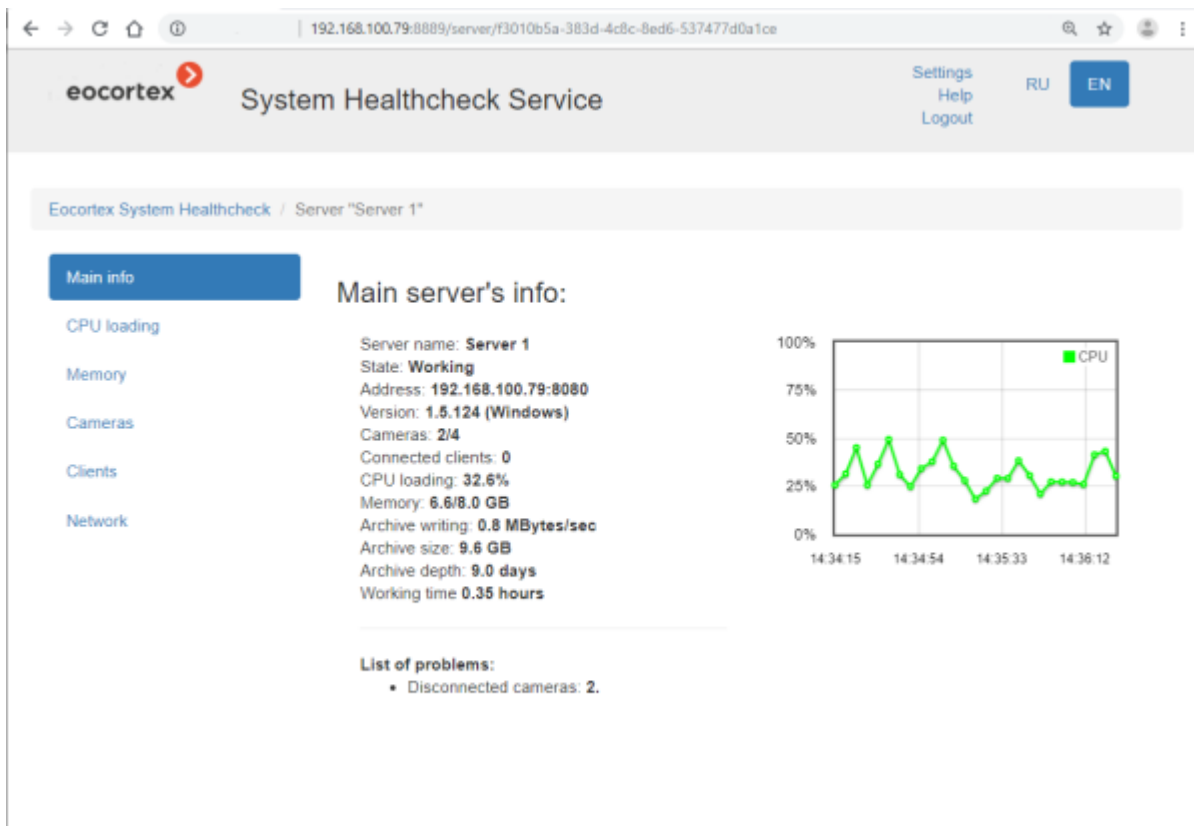 192.168.100.79:8889/server/f3010b5a-383d-4c8c-8ed6-537477d0a1ce
eocortex
System Healthcheck Service
Settings
Help
Logout
RU
EN
Eocortex System Healthcheck / Server "Server 1"
Main info
CPU loading
Memory
Cameras
Clients
Network
Main server's info:
Server name: Server 1
State: Working
Address: 192.168.100.79:8080
Version: 1.5.124 (Windows)
Cameras: 2/4
Connected clients: 0
CPU loading: 32.6%
Memory: 6.6/8.0 GB
Archive writing: 0.8 MBytes/sec
Archive size: 9.6 GB
Archive depth: 9.0 days
Working time 0.35 hours
List of problems:
• Disconnected cameras: 2.
100%
75%
50%
25%
0%
CPU
14:34:15 14:34:54 14:35:33 14:36:12